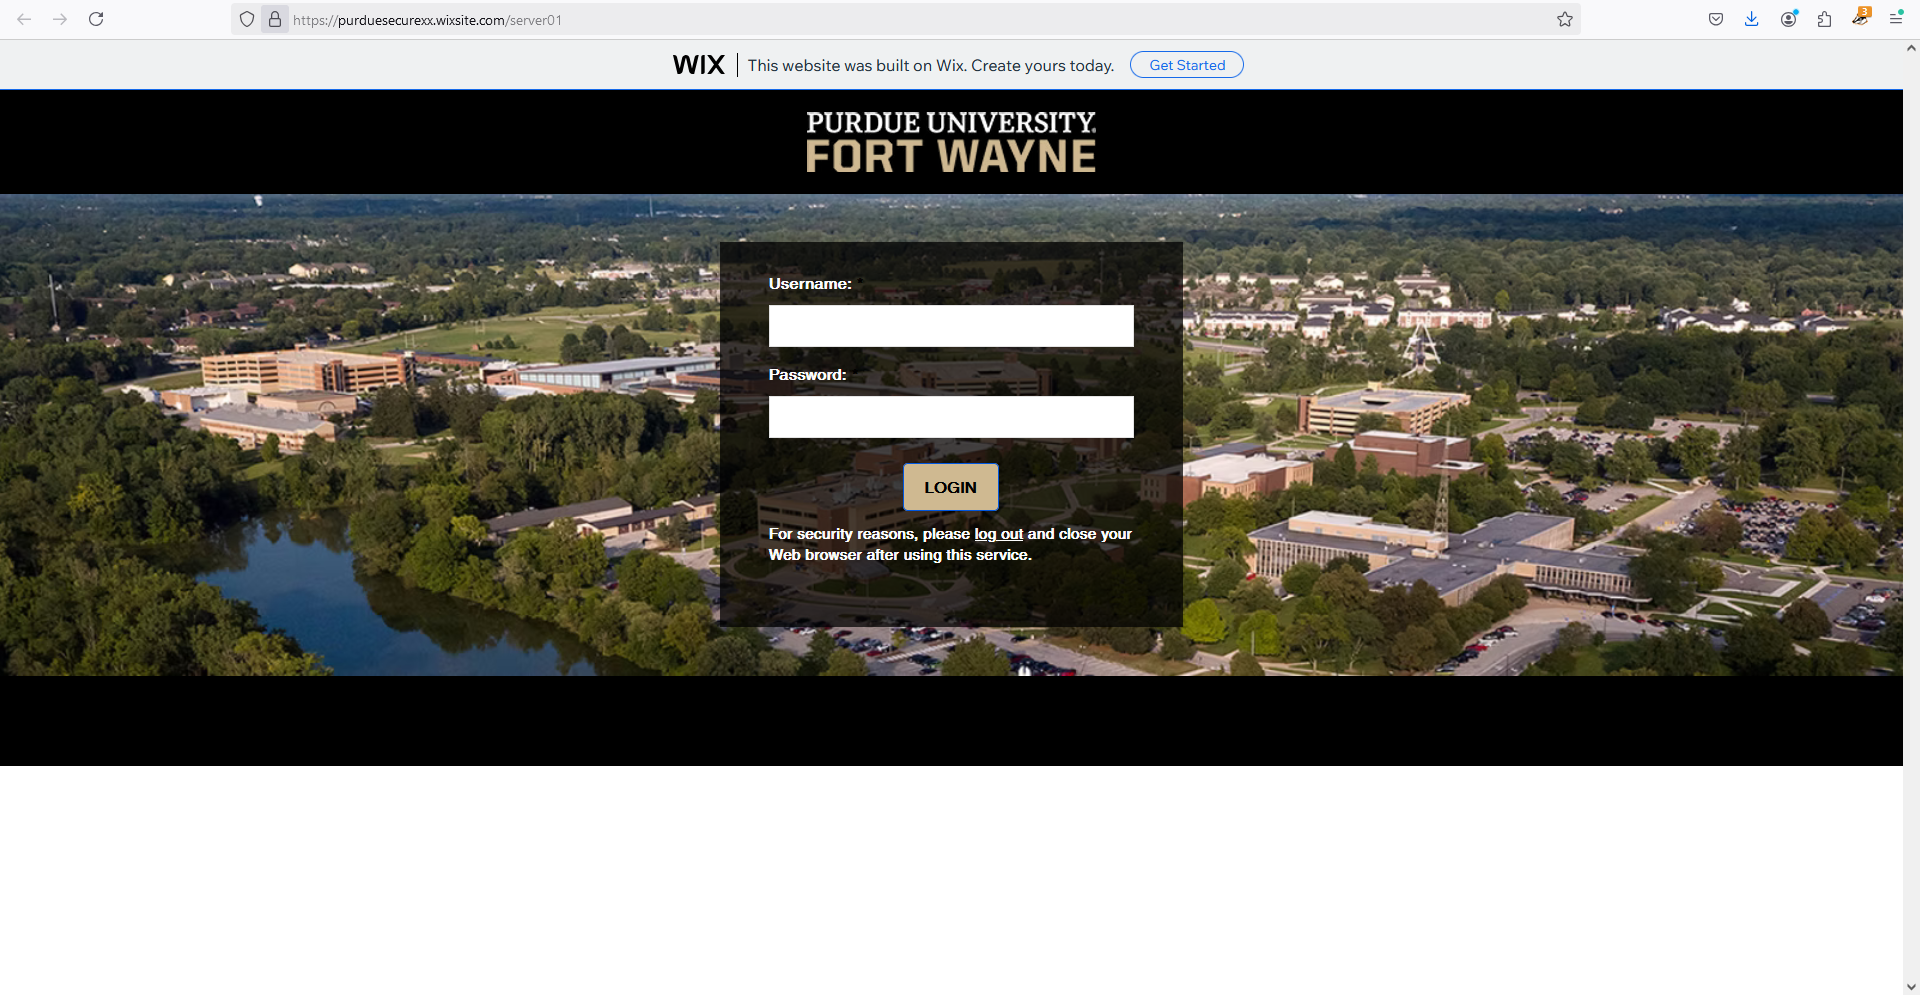 https://purduesecurexx.wixsite.com/server01
3
WIX | This website was built on Wix. Create yours today. Get Started
PURDUE UNIVERSITY®
FORT WAYNE
Username:
Password:
LOGIN
For security reasons, please log out and close your
Web browser after using this service.